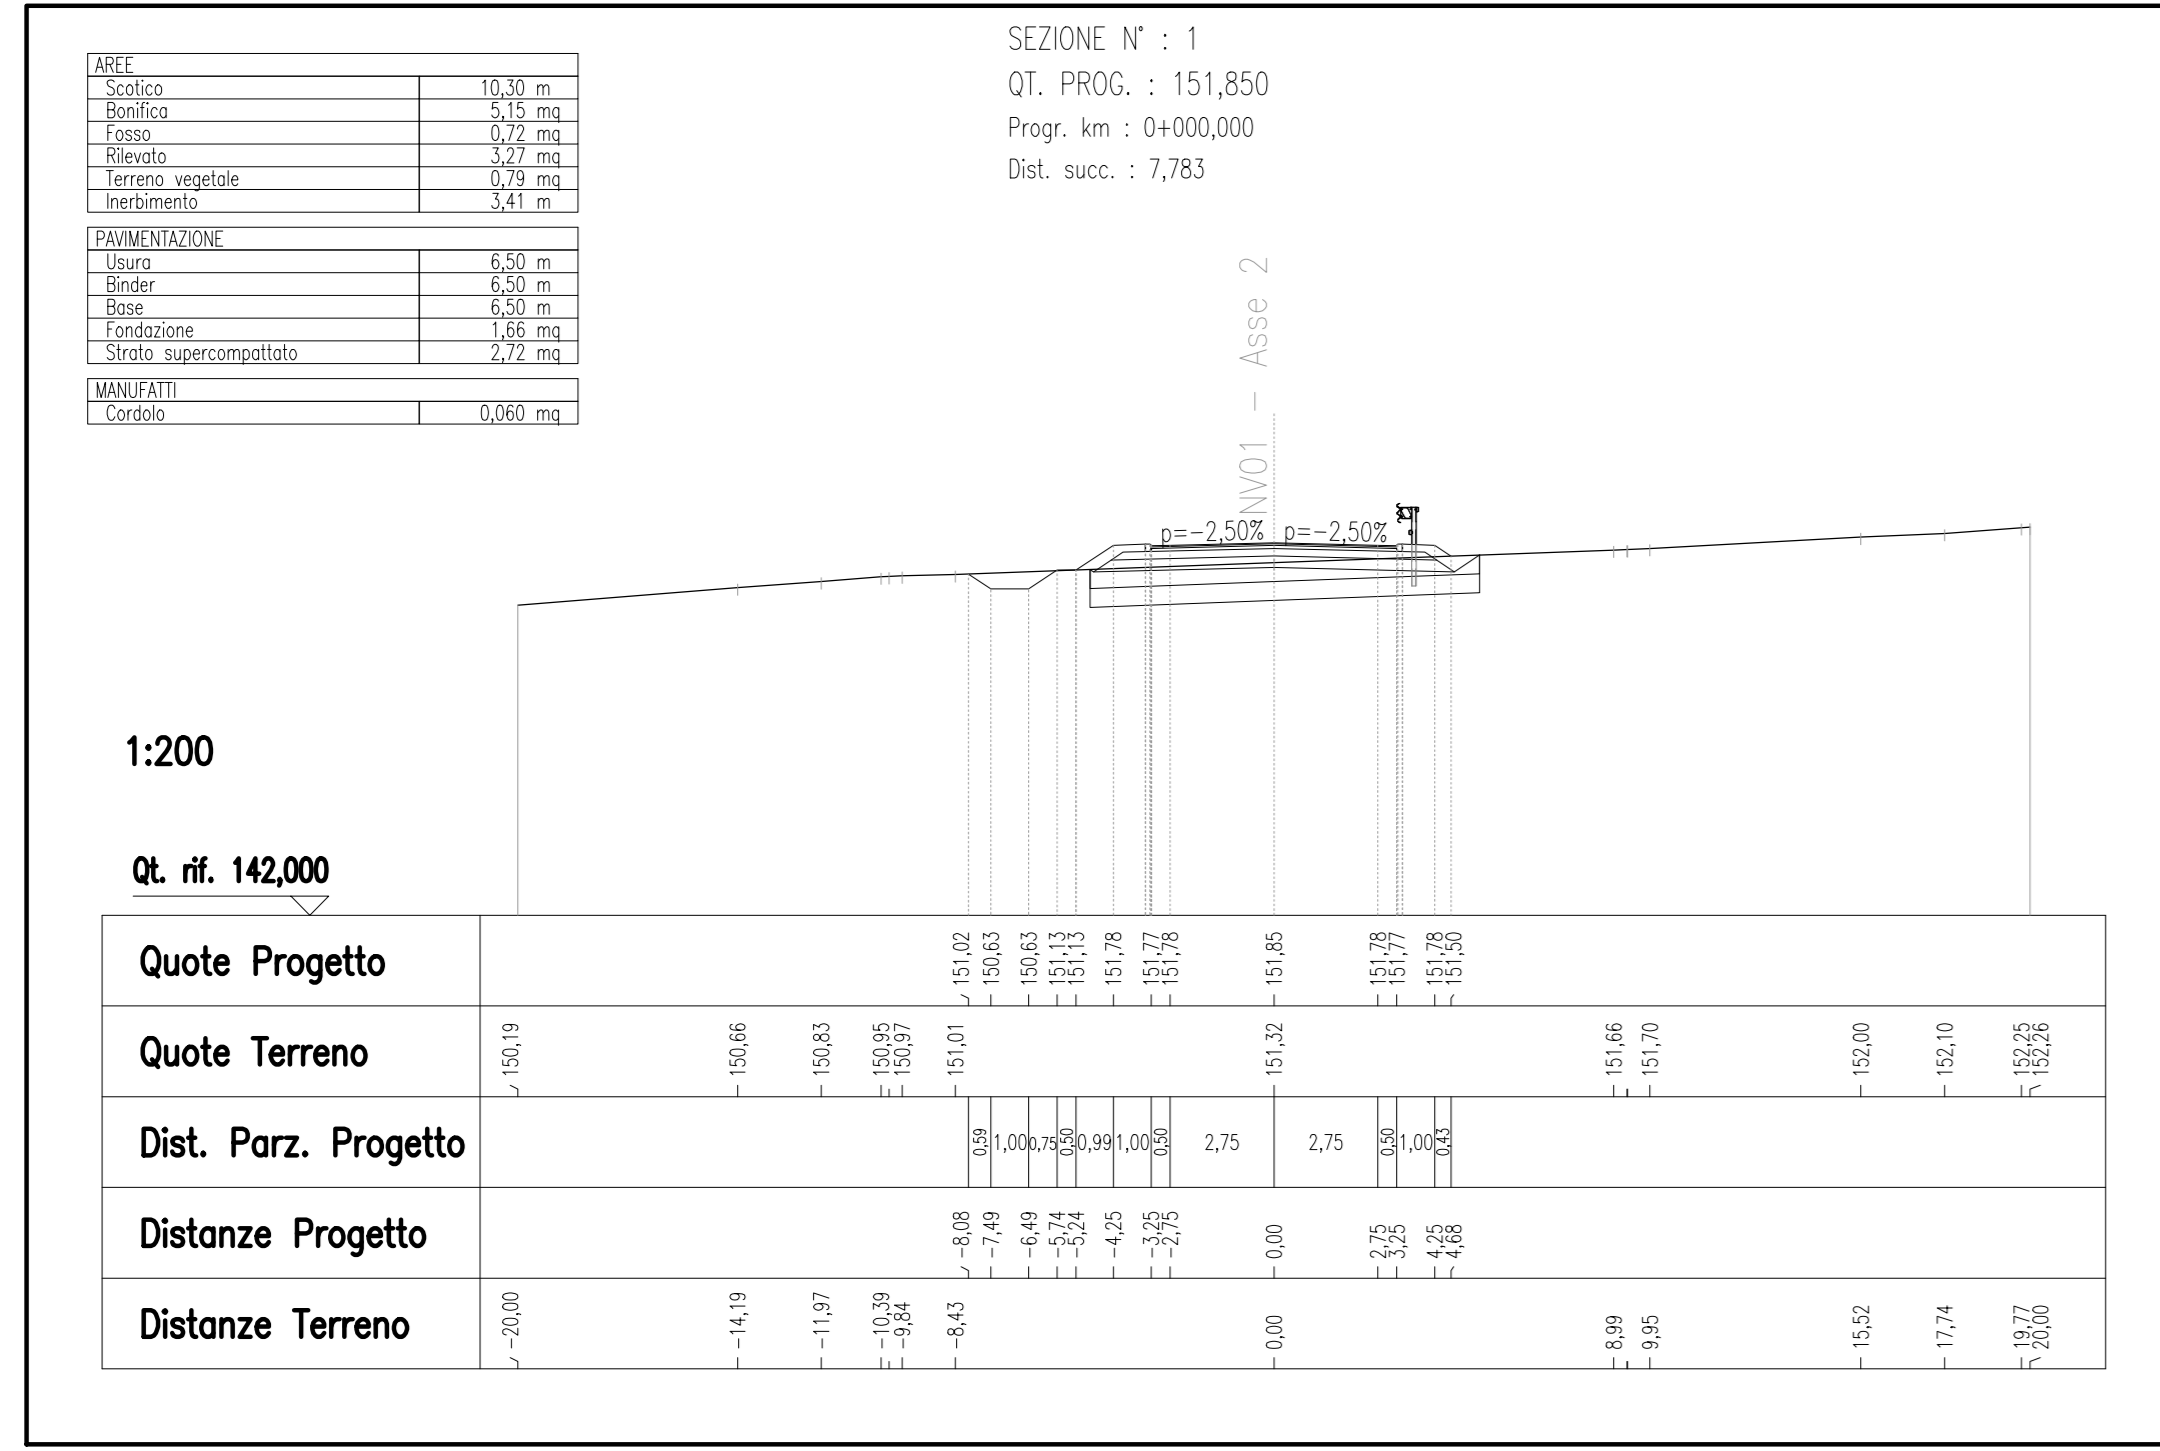 SEZIONE N° : 1
QT. PROG. : 151,850
Progr. km : 0+000,000
Dist. succ. : 7,783
AREE
Scotico 10,30 m
Bonifica 5,15 mq
Fosso 0,72 mq
Rilevato 3,27 mq
Terreno vegetale 0,79 mq
Inerbimento 3,41 m
PAVIMENTAZIONE
Usura 6,50 m
Binder 6,50 m
Base 6,50 m
Fondazione 1,66 mq
Strato supercompattato 2,72 mq
MANUFATTI
Cordolo 0,060 mq
NV01 - Asse 2
p=-2,50% p=-2,50%
1:200
Qt. rif. 142,000
Quote Progetto 151,02 150,63 150,63 151,13 151,13 151,78 151,77 151,78 151,85 151,78 151,77 151,78 151,50
Quote Terreno 150,19 150,66 150,83 150,95 150,97 151,01 151,32 151,66 151,70 152,00 152,10 152,25 152,26
Dist. Parz. Progetto 0,59 1,00 0,75 0,50 0,99 1,00 0,50 2,75 2,75 0,50 1,00 0,43
Distanze Progetto -8,08 -7,49 -6,49 -5,74 -5,24 -4,25 -3,25 -2,75 0,00 2,75 3,25 4,25 4,68
Distanze Terreno -20,00 -14,19 -11,97 -10,39 -9,84 -8,43 0,00 8,99 9,95 15,52 17,74 19,77 20,00